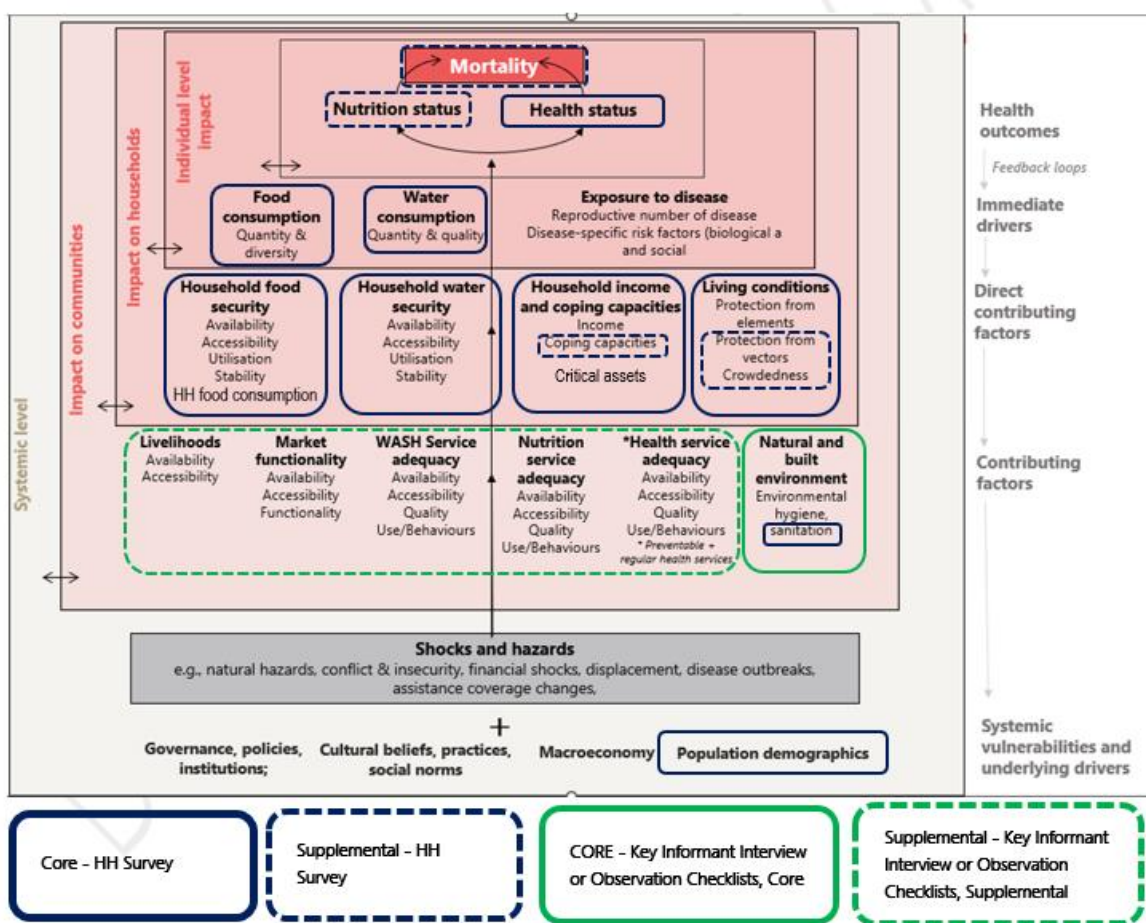 Mortality
Nutrition status
Health status
Individual level
impact
Impact on households
Impact on communities
Systemic level
Food
consumption
Quantity &
diversity
Water
consumption
Quantity & quality
Exposure to disease
Reproductive number of disease
Disease-specific risk factors (biological a
and social
Household food
security
Availability
Accessibility
Utilisation
Stability
HH food consumption
Household water
security
Availability
Accessibility
Utilisation
Stability
Household income
and coping capacities
Income
Coping capacities
Critical assets
Living conditions
Protection from
elements
Protection from
vectors
Crowdedness
Livelihoods
Availability
Accessibility
Market
functionality
Availability
Accessibility
Functionality
WASH Service
adequacy
Availability
Accessibility
Quality
Use/Behaviours
Nutrition
service
adequacy
Availability
Accessibility
Quality
Use/Behaviours
*Health service
adequacy
Availability
Accessibility
Quality
Use/Behaviours
* Preventable +
regular health services
Natural and
built
environment
Environmental
hygiene,
sanitation
Shocks and hazards
e.g., natural hazards, conflict & insecurity, financial shocks, displacement, disease outbreaks,
assistance coverage changes,
+
Governance, policies,
institutions;
Cultural beliefs, practices,
social norms
Macroeconomy
Population demographics
Health
outcomes
Feedback loops
Immediate
drivers
Direct
contributing
factors
Contributing
factors
Systemic
vulnerabilities and
underlying drivers
Core - HH Survey
Supplemental - HH
Survey
CORE - Key Informant Interview
or Observation Checklists, Core
Supplemental - Key Informant
Interview or Observation
Checklists, Supplemental